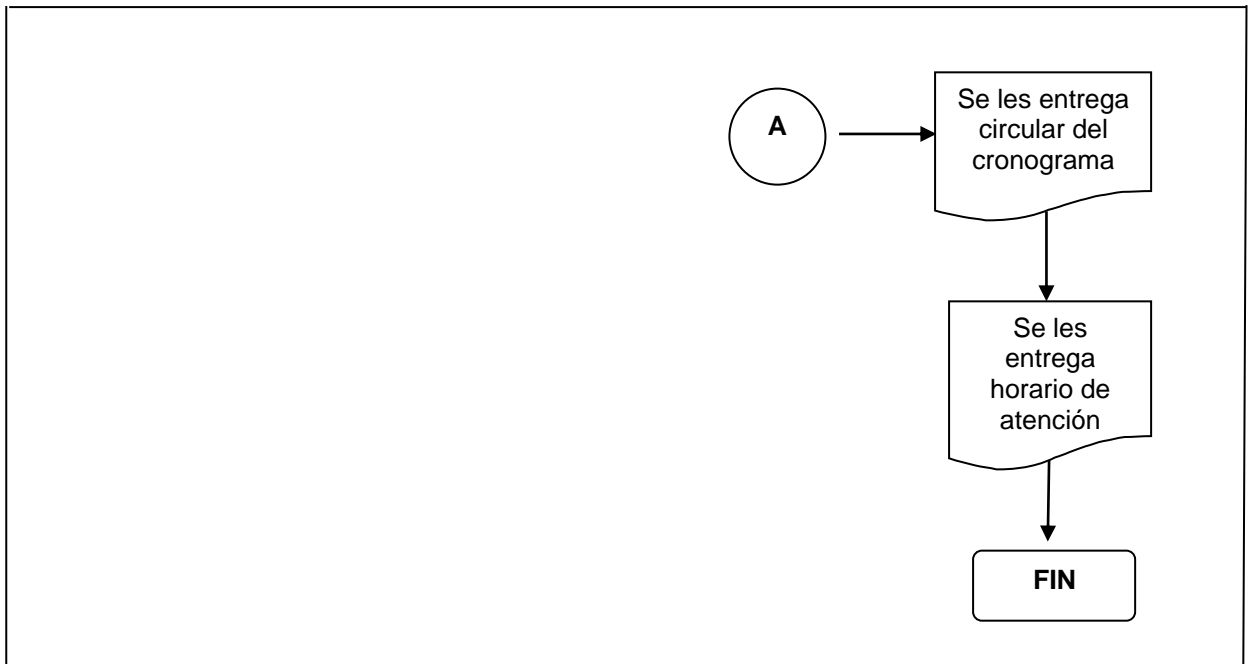 A
Se les entrega
circular del
cronograma
Se les
entrega
horario de
atención
FIN